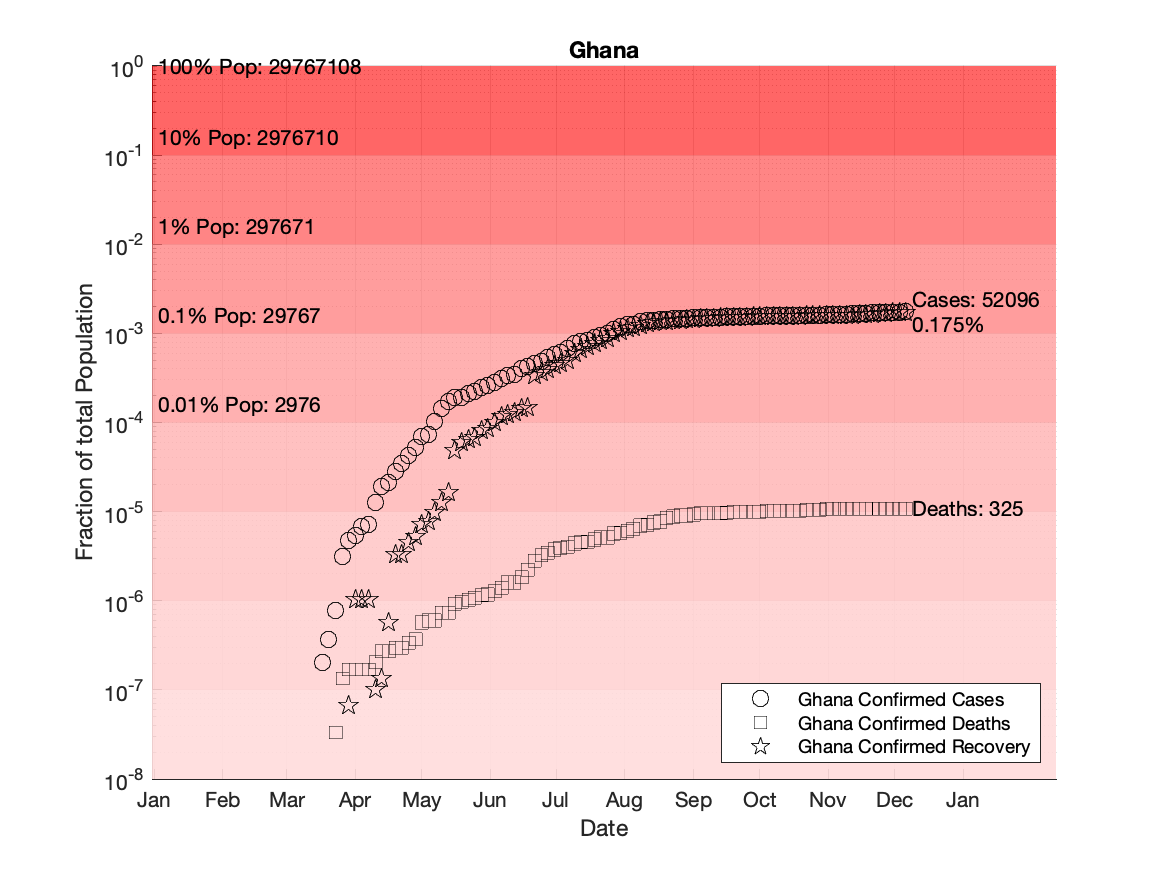 Ghana
10^0
100% Pop: 29767108
10% Pop: 2976710
10^-1
1% Pop: 297671
10^-2
Cases: 52096
0.1% Pop: 29767
0.175%
10^-3
0.01% Pop: 2976
10^-4
Fraction of total Population
10^-5
Deaths: 325
10^-6
10^-7
Ghana Confirmed Cases
Ghana Confirmed Deaths
Ghana Confirmed Recovery
10^-8
Jan Feb Mar Apr May Jun Jul Aug Sep Oct Nov Dec Jan
Date